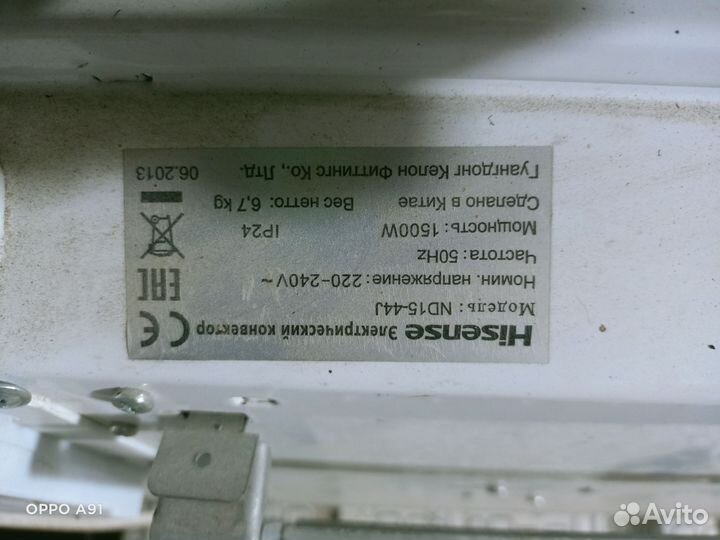 Hisense Электрический конвектор
Модель: ND15-44J
Номин. напряжение: 220-240V~
Частота: 50Hz
Мощность: 1500W IP24
Сделано в Китае Вес нетто: 6,7 kg
Гуангдонг Келон Фиттингс Ко., Лтд. 06.2013
CE
EAC
OPPO A91
Avito